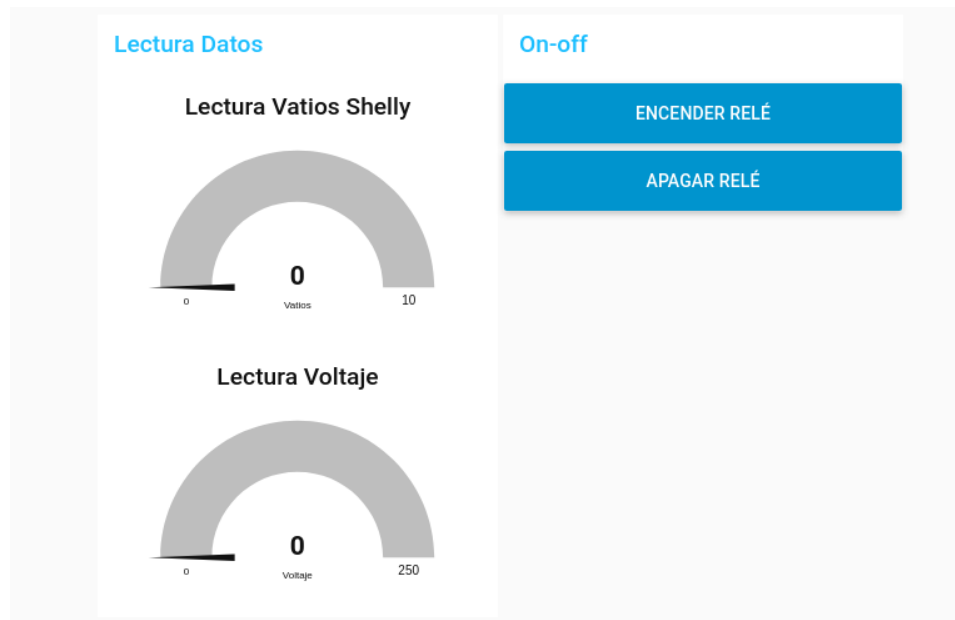 Lectura Datos
Lectura Vatios Shelly
0
0
Vatios
10
Lectura Voltaje
0
0
Voltaje
250
On-off
ENCENDER RELÉ
APAGAR RELÉ